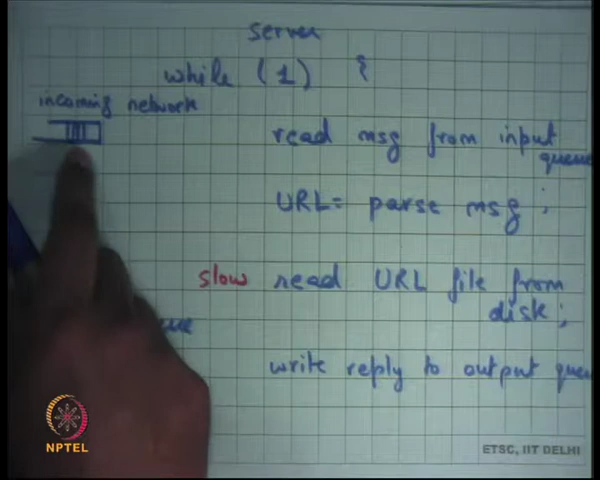 server
while (1) {
incoming network
read msg from input
queue
URL= parse msg ;
slow read URL file from
disk ;
write reply to output queue
NPTEL
ETSC, IIT DELHI